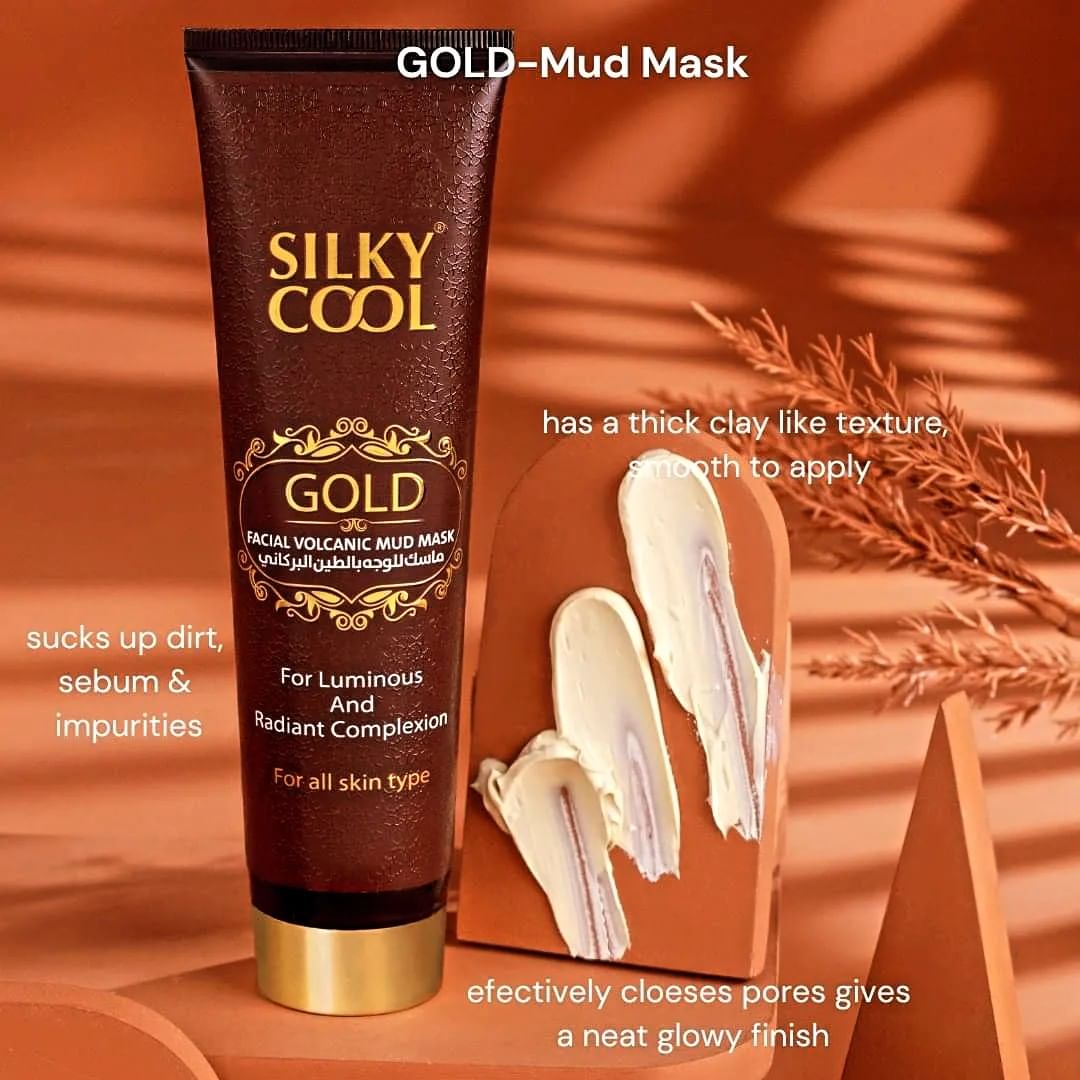 GOLD-Mud Mask
SILKY®
COOL
GOLD
FACIAL VOLCANIC MUD MASK
ماسك للوجه بالطين البركاني
For Luminous
And
Radiant Complexion
For all skin type
has a thick clay like texture,
smooth to apply
sucks up dirt,
sebum &
impurities
efectively cloeses pores gives
a neat glowy finish